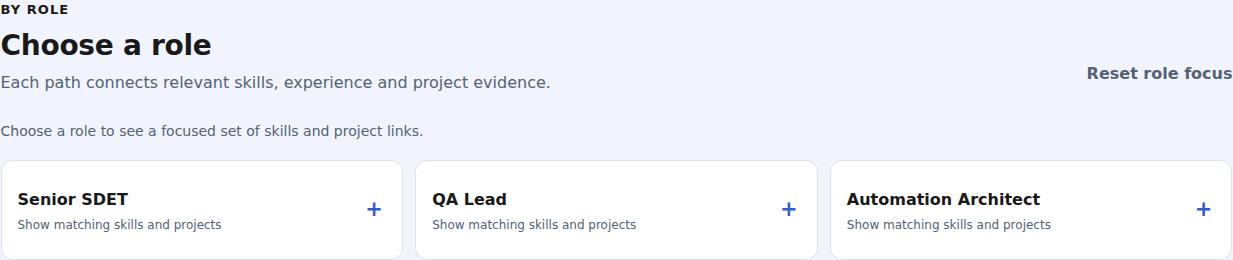 BY ROLE
Choose a role
Each path connects relevant skills, experience and project evidence.
Reset role focus
Choose a role to see a focused set of skills and project links.
Senior SDET
Show matching skills and projects
+
QA Lead
Show matching skills and projects
+
Automation Architect
Show matching skills and projects
+